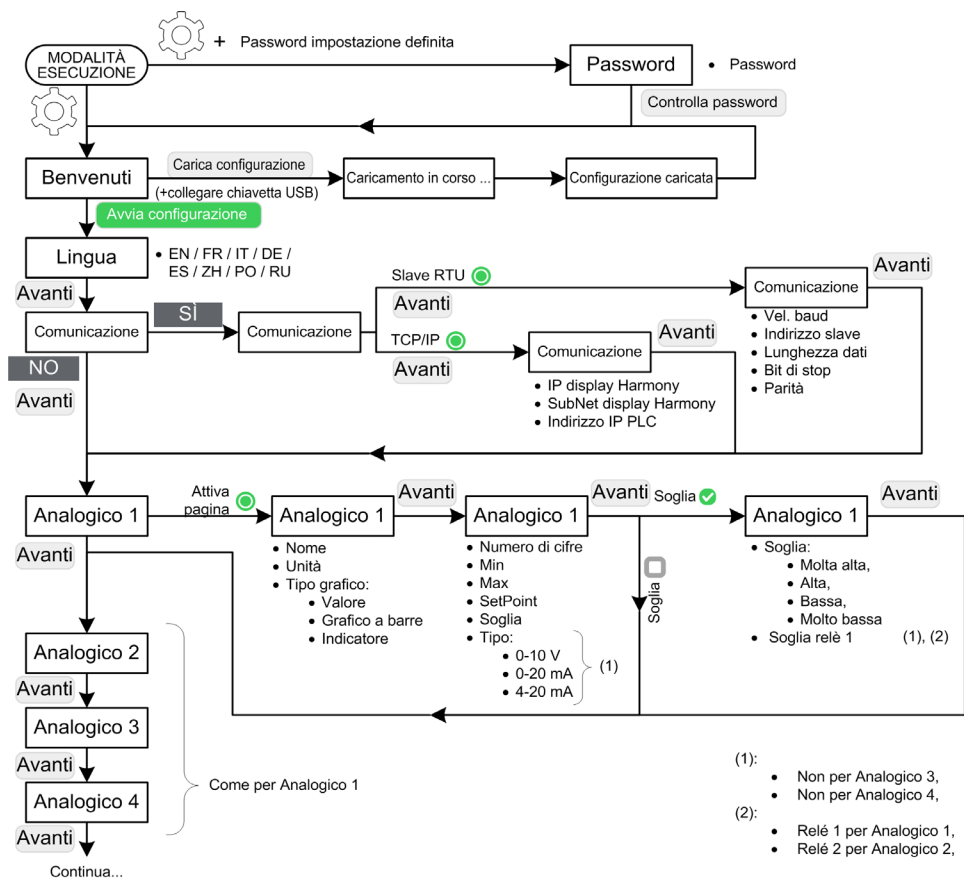 + Password impostazione definita
MODALITÀ
ESECUZIONE
Password
• Password
Controlla password
Benvenuti
Carica configurazione
(+collegare chiavetta USB)
Caricamento in corso ...
Configurazione caricata
Avvia configurazione
Lingua
• EN / FR / IT / DE /
ES / ZH / PO / RU
Avanti
Comunicazione
SÌ
Comunicazione
Slave RTU
Avanti
Comunicazione
Avanti
• Vel. baud
• Indirizzo slave
• Lunghezza dati
• Bit di stop
• Parità
TCP/IP
Avanti
Comunicazione
Avanti
• IP display Harmony
• SubNet display Harmony
• Indirizzo IP PLC
NO
Avanti
Analogico 1
Avanti
Attiva
pagina
Analogico 1
Avanti
• Nome
• Unità
• Tipo grafico:
• Valore
• Grafico a barre
• Indicatore
Analogico 1
Avanti
• Numero di cifre
• Min
• Max
• SetPoint
• Soglia
• Tipo:
• 0-10 V
• 0-20 mA
• 4-20 mA
(1)
Soglia
Soglia
Analogico 1
Avanti
• Soglia:
• Molta alta,
• Alta,
• Bassa,
• Molto bassa
• Soglia relè 1 (1), (2)
Analogico 2
Avanti
Analogico 3
Avanti
Analogico 4
Avanti
Continua...
Come per Analogico 1
(1):
• Non per Analogico 3,
• Non per Analogico 4,
(2):
• Relé 1 per Analogico 1,
• Relé 2 per Analogico 2,